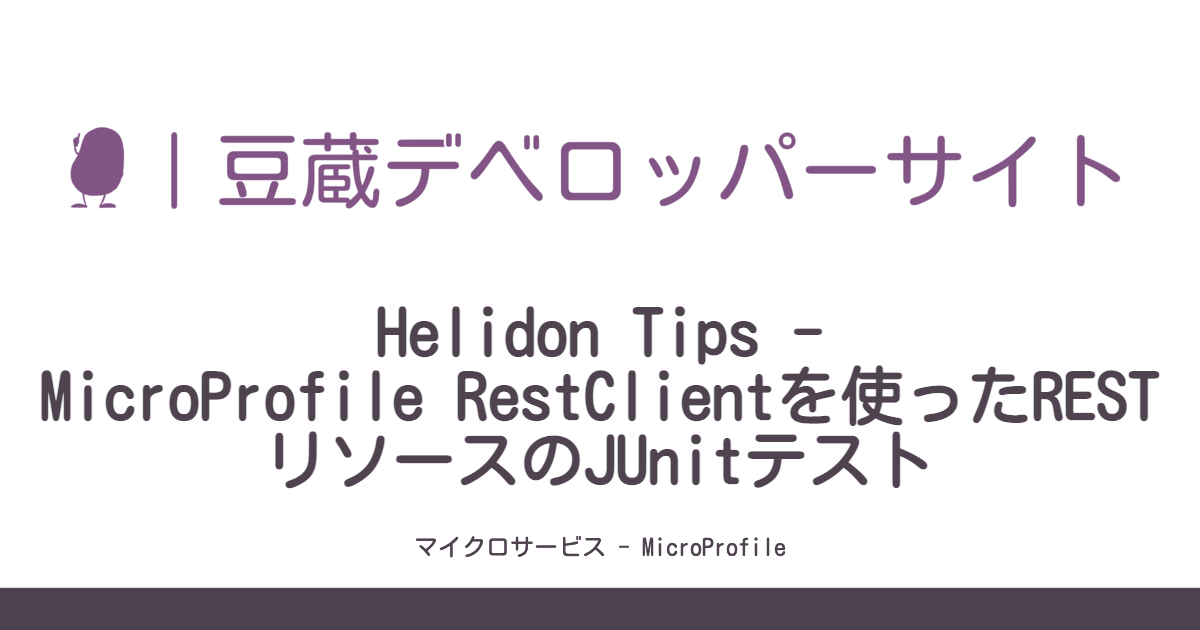 ｜豆蔵デベロッパーサイト
Helidon Tips -
MicroProfile RestClientを使ったREST
リソースのJUnitテスト
マイクロサービス - MicroProfile